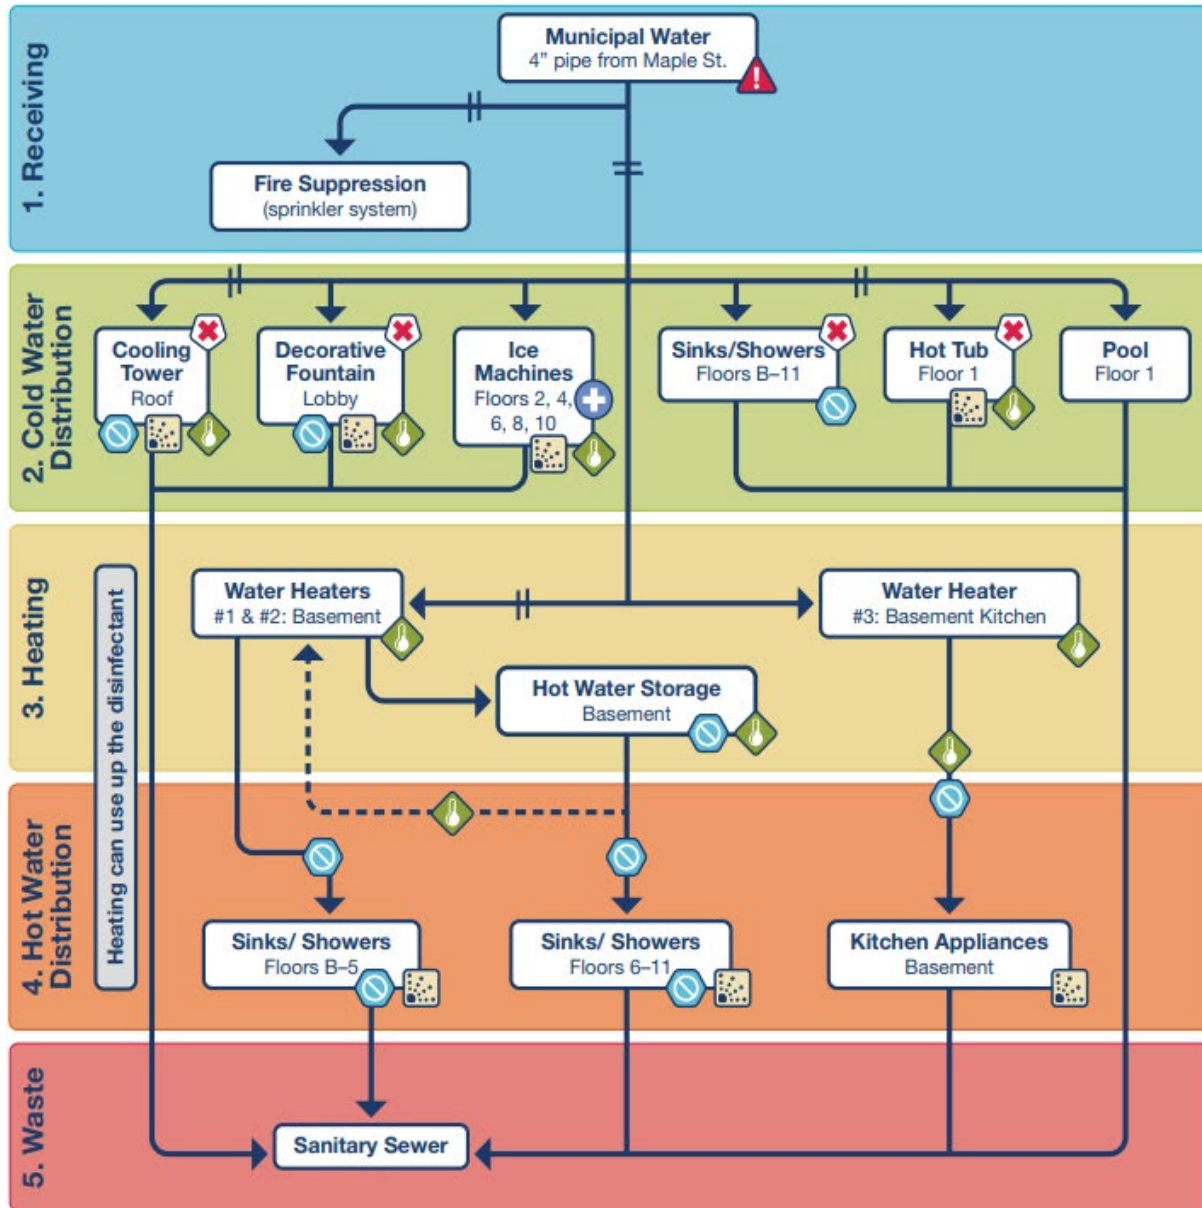 1. Receiving
Municipal Water
4” pipe from Maple St.
Fire Suppression
(sprinkler system)
2. Cold Water
Distribution
Cooling
Tower
Roof
Decorative
Fountain
Lobby
Ice
Machines
Floors 2, 4,
6, 8, 10
Sinks/Showers
Floors B–11
Hot Tub
Floor 1
Pool
Floor 1
3. Heating
Heating can use up the disinfectant
Water Heaters
#1 & #2: Basement
Water Heater
#3: Basement Kitchen
Hot Water Storage
Basement
4. Hot Water
Distribution
Sinks/ Showers
Floors B–5
Sinks/ Showers
Floors 6–11
Kitchen Appliances
Basement
5. Waste
Sanitary Sewer